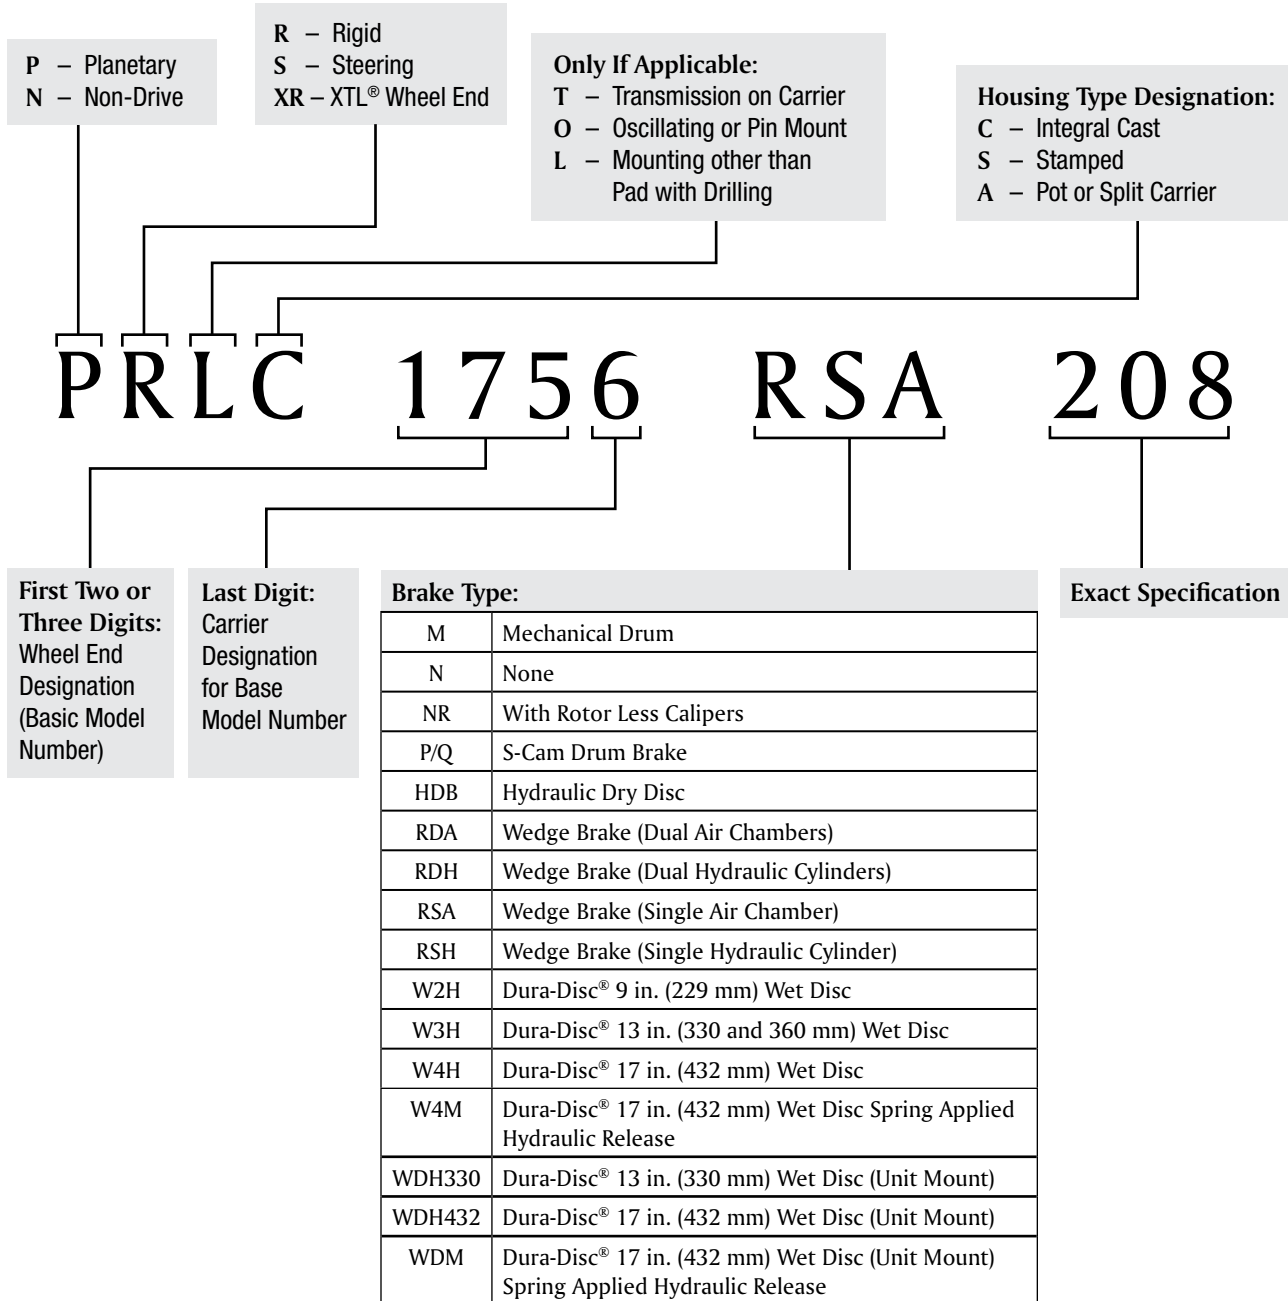 P – Planetary
N – Non-Drive
R – Rigid
S – Steering
XR – XTL® Wheel End
Only If Applicable:
T – Transmission on Carrier
O – Oscillating or Pin Mount
L – Mounting other than
Pad with Drilling
Housing Type Designation:
C – Integral Cast
S – Stamped
A – Pot or Split Carrier
PRLC 1756 RSA 208
First Two or
Three Digits:
Wheel End
Designation
(Basic Model
Number)
Last Digit:
Carrier
Designation
for Base
Model Number
Brake Type:
M Mechanical Drum
N None
NR With Rotor Less Calipers
P/Q S-Cam Drum Brake
HDB Hydraulic Dry Disc
RDA Wedge Brake (Dual Air Chambers)
RDH Wedge Brake (Dual Hydraulic Cylinders)
RSA Wedge Brake (Single Air Chamber)
RSH Wedge Brake (Single Hydraulic Cylinder)
W2H Dura-Disc® 9 in. (229 mm) Wet Disc
W3H Dura-Disc® 13 in. (330 and 360 mm) Wet Disc
W4H Dura-Disc® 17 in. (432 mm) Wet Disc
W4M Dura-Disc® 17 in. (432 mm) Wet Disc Spring Applied
Hydraulic Release
WDH330 Dura-Disc® 13 in. (330 mm) Wet Disc (Unit Mount)
WDH432 Dura-Disc® 17 in. (432 mm) Wet Disc (Unit Mount)
WDM Dura-Disc® 17 in. (432 mm) Wet Disc (Unit Mount)
Spring Applied Hydraulic Release
Exact Specification